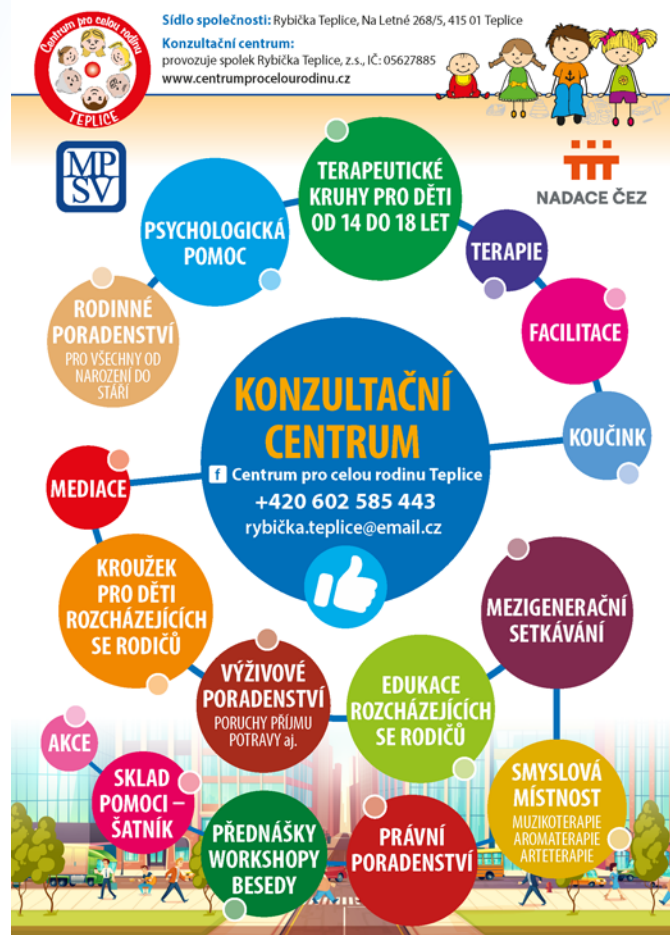 Centrum pro celou rodinu
TEPLICE
Sídlo společnosti: Rybička Teplice, Na Letné 268/5, 415 01 Teplice
Konzultační centrum:
provozuje spolek Rybička Teplice, z.s., IČ: 05627885
www.centrumprocelourodinu.cz
MP
SV
NADACE ČEZ
TERAPEUTICKÉ
KRUHY PRO DĚTI
OD 14 DO 18 LET
PSYCHOLOGICKÁ
POMOC
TERAPIE
RODINNÉ
PORADENSTVÍ
PRO VŠECHNY OD
NAROZENÍ DO
STÁŘÍ
FACILITACE
KONZULTAČNÍ
CENTRUM
f Centrum pro celou rodinu Teplice
+420 602 585 443
rybička.teplice@email.cz
KOUČINK
MEDIACE
KROUŽEK
PRO DĚTI
ROZCHÁZEJÍCÍCH
SE RODIČŮ
MEZIGENERAČNÍ
SETKÁVÁNÍ
VÝŽIVOVÉ
PORADENSTVÍ
PORUCHY PŘÍJMU
POTRAVY aj.
EDUKACE
ROZCHÁZEJÍCÍCH
SE RODIČŮ
AKCE
SKLAD
POMOCI –
ŠATNÍK
SMYSLOVÁ
MÍSTNOST
MUZIKOTERAPIE
AROMATERAPIE
ARTETERAPIE
PŘEDNÁŠKY
WORKSHOPY
BESEDY
PRÁVNÍ
PORADENSTVÍ